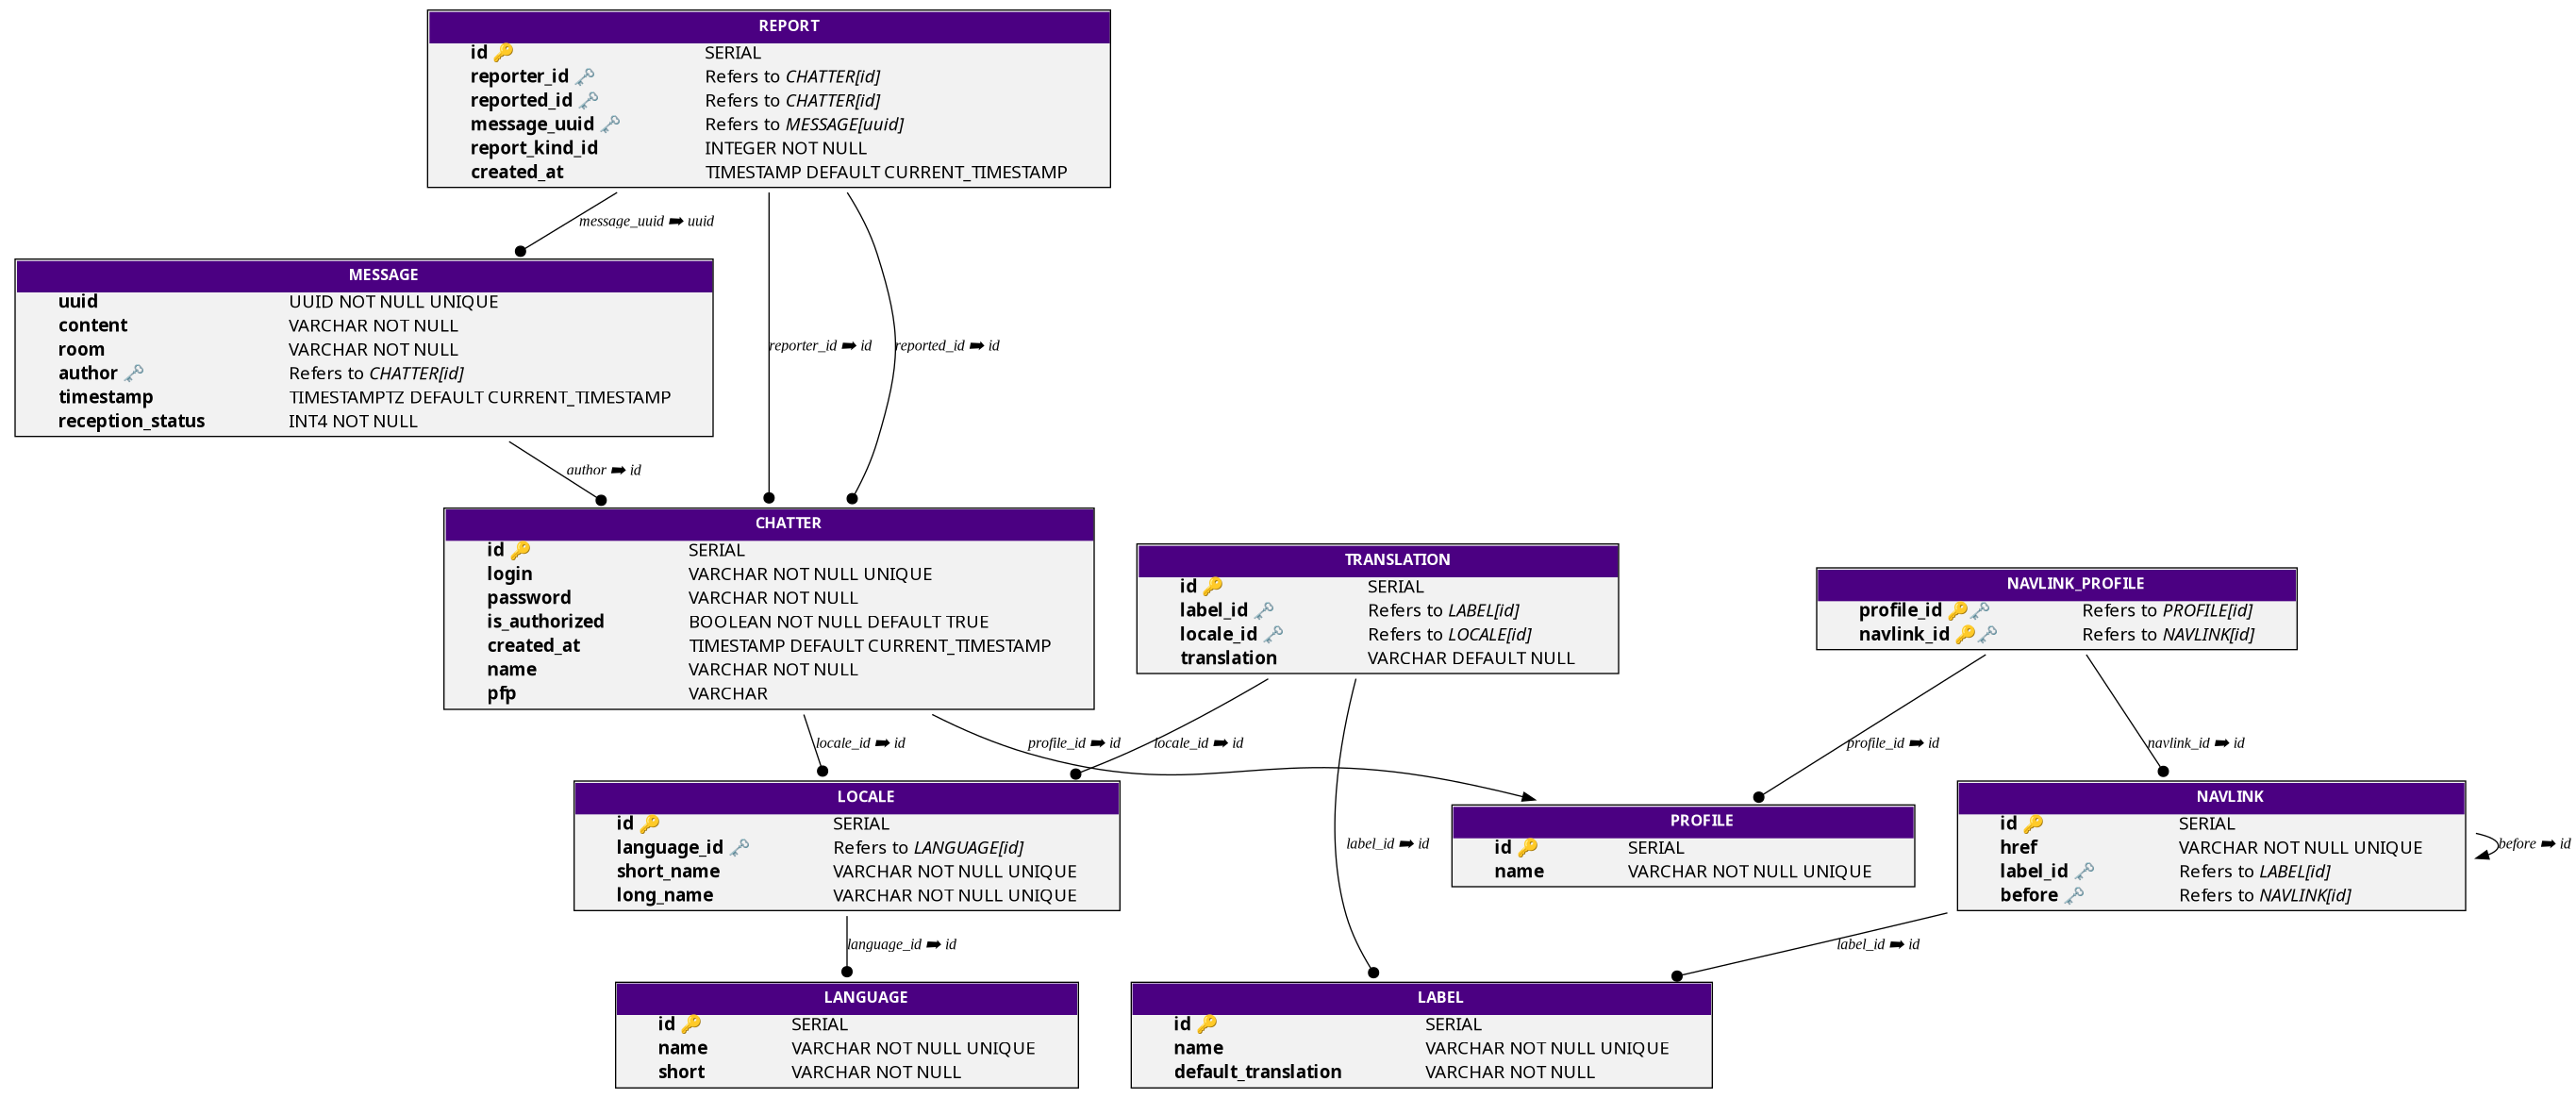 REPORT
id 🔑 SERIAL
reporter_id 🗝️ Refers to CHATTER[id]
reported_id 🗝️ Refers to CHATTER[id]
message_uuid 🗝️ Refers to MESSAGE[uuid]
report_kind_id INTEGER NOT NULL
created_at TIMESTAMP DEFAULT CURRENT_TIMESTAMP
message_uuid ➡ uuid
MESSAGE
uuid UUID NOT NULL UNIQUE
content VARCHAR NOT NULL
room VARCHAR NOT NULL
author 🗝️ Refers to CHATTER[id]
timestamp TIMESTAMPTZ DEFAULT CURRENT_TIMESTAMP
reception_status INT4 NOT NULL
reporter_id ➡ id
reported_id ➡ id
author ➡ id
CHATTER
id 🔑 SERIAL
login VARCHAR NOT NULL UNIQUE
password VARCHAR NOT NULL
is_authorized BOOLEAN NOT NULL DEFAULT TRUE
created_at TIMESTAMP DEFAULT CURRENT_TIMESTAMP
name VARCHAR NOT NULL
pfp VARCHAR
TRANSLATION
id 🔑 SERIAL
label_id 🗝️ Refers to LABEL[id]
locale_id 🗝️ Refers to LOCALE[id]
translation VARCHAR DEFAULT NULL
NAVLINK_PROFILE
profile_id 🔑🗝️ Refers to PROFILE[id]
navlink_id 🔑🗝️ Refers to NAVLINK[id]
locale_id ➡ id
profile_id ➡ id
locale_id ➡ id
profile_id ➡ id
navlink_id ➡ id
LOCALE
id 🔑 SERIAL
language_id 🗝️ Refers to LANGUAGE[id]
short_name VARCHAR NOT NULL UNIQUE
long_name VARCHAR NOT NULL UNIQUE
label_id ➡ id
PROFILE
id 🔑 SERIAL
name VARCHAR NOT NULL UNIQUE
NAVLINK
id 🔑 SERIAL
href VARCHAR NOT NULL UNIQUE
label_id 🗝️ Refers to LABEL[id]
before 🗝️ Refers to NAVLINK[id]
before ➡ id
language_id ➡ id
label_id ➡ id
LANGUAGE
id 🔑 SERIAL
name VARCHAR NOT NULL UNIQUE
short VARCHAR NOT NULL
LABEL
id 🔑 SERIAL
name VARCHAR NOT NULL UNIQUE
default_translation VARCHAR NOT NULL